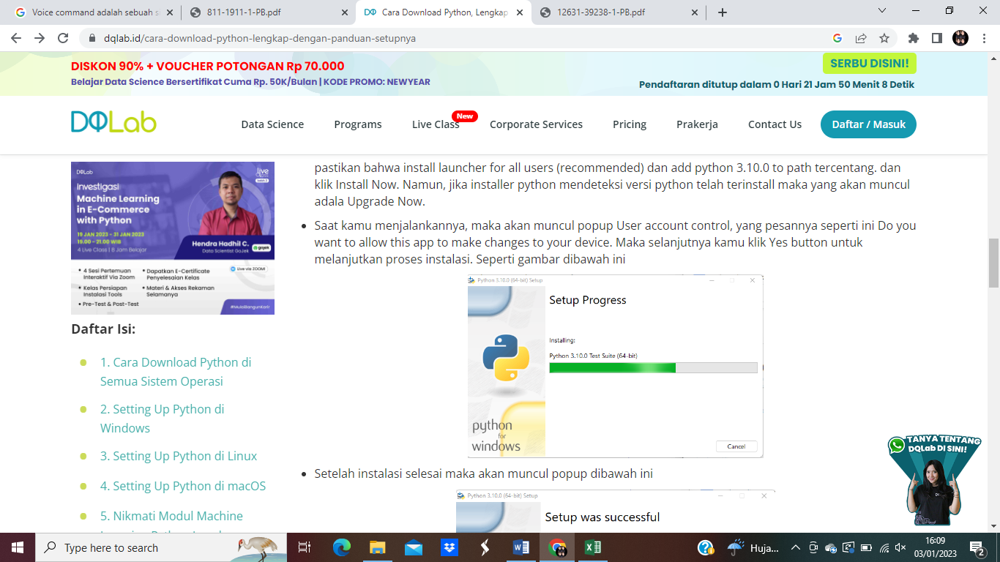 Voice command adalah sebuah s
811-1911-1-PB.pdf
Cara Download Python, Lengkap
12631-39238-1-PB.pdf
dqlab.id/cara-download-python-lengkap-dengan-panduan-setupnya
DISKON 90% + VOUCHER POTONGAN Rp 70.000
Belajar Data Science Bersertifikat Cuma Rp. 50K/Bulan | KODE PROMO: NEWYEAR
SERBU DISINI!
Pendaftaran ditutup dalam 0 Hari 21 Jam 50 Menit 8 Detik
DQLab
Data Science
Programs
Live Class
New
Corporate Services
Pricing
Prakerja
Contact Us
Daftar / Masuk
DQLab
live
class
Investigasi
Machine Learning
in E-Commerce
with Python
19 JAN 2023 - 31 JAN 2023
19.00 - 21.00 WIB
4 Live Class | 8 Jam Belajar
Hendra Hadhil C.
Data Scientist GoJek
gojek
Live via ZOOM!
• 4 Sesi Pertemuan
Interaktif Via Zoom
• Kelas Persiapan
Instalasi Tools
• Pre-Test & Post-Test
• Dapatkan E-Certificate
Penyelesaian Kelas
• Materi & Akses Rekaman
Selamanya
#MulaiBangunKarir
Daftar Isi:
1. Cara Download Python di
Semua Sistem Operasi
2. Setting Up Python di
Windows
3. Setting Up Python di Linux
4. Setting Up Python di macOS
5. Nikmati Modul Machine
pastikan bahwa install launcher for all users (recommended) dan add python 3.10.0 to path tercentang. dan
klik Install Now. Namun, jika installer python mendeteksi versi python telah terinstall maka yang akan muncul
adala Upgrade Now.
• Saat kamu menjalankannya, maka akan muncul popup User account control, yang pesannya seperti ini Do you
want to allow this app to make changes to your device. Maka selanjutnya kamu klik Yes button untuk
melanjutkan proses instalasi. Seperti gambar dibawah ini
Python 3.10.0 (64-bit) Setup
Setup Progress
Installing:
Python 3.10.0 Test Suite (64-bit)
python
for
windows
Cancel
• Setelah instalasi selesai maka akan muncul popup dibawah ini
Python 3.10.0 (64-bit) Setup
Setup was successful
TANYA TENTANG
DQLab DI SINI!
Type here to search
Huja...
16:09
03/01/2023
2